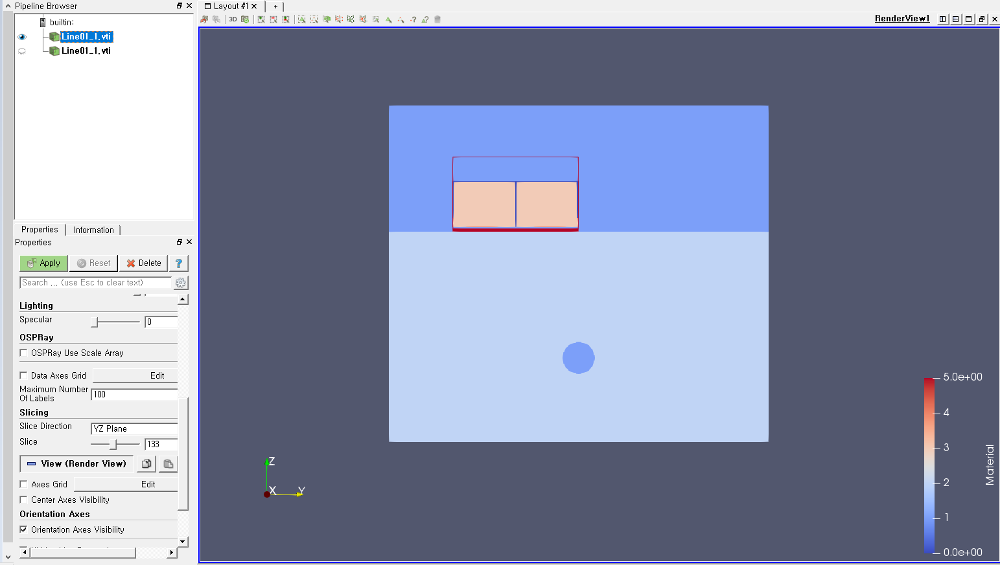 Pipeline Browser
builtin:
Line01_1.vti
Line01_1.vti
Properties
Information
Properties
Apply
Reset
Delete
?
Search ... (use Esc to clear text)
Lighting
Specular
0
OSPRay
OSPRay Use Scale Array
Data Axes Grid
Edit
Maximum Number
Of Labels
100
Slicing
Slice Direction
YZ Plane
Slice
133
View (Render View)
Axes Grid
Edit
Center Axes Visibility
Orientation Axes
Orientation Axes Visibility
Layout #1
+
3D
RenderView1
Z
X
Y
5.0e+00
4
3
2
1
0.0e+00
Material